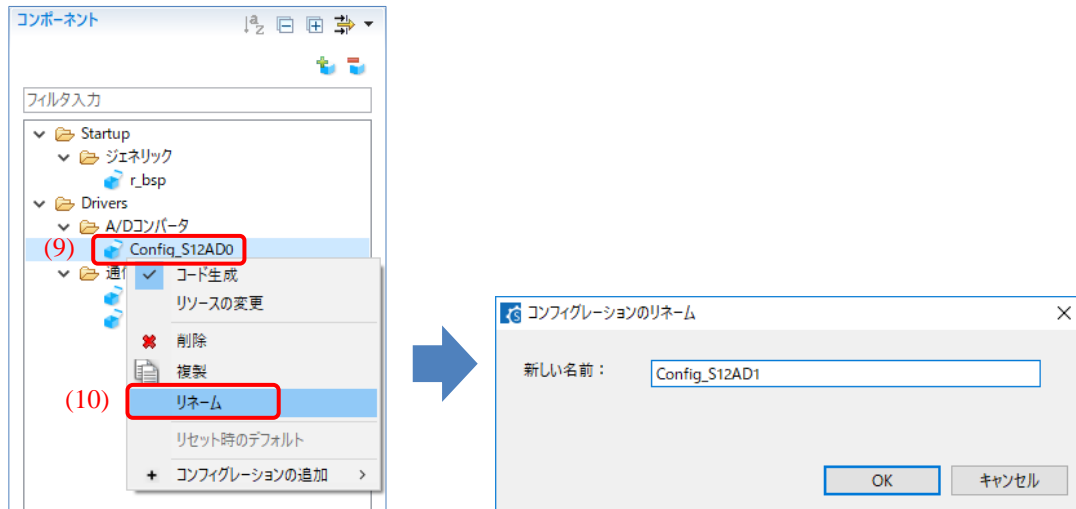 コンポーネント
フィルタ入力
Startup
ジェネリック
r_bsp
Drivers
A/Dコンバータ
(9) Config_S12AD0
コード生成
リソースの変更
削除
複製
(10) リネーム
リセット時のデフォルト
コンフィグレーションの追加
コンフィグレーションのリネーム
新しい名前：
Config_S12AD1
OK キャンセル